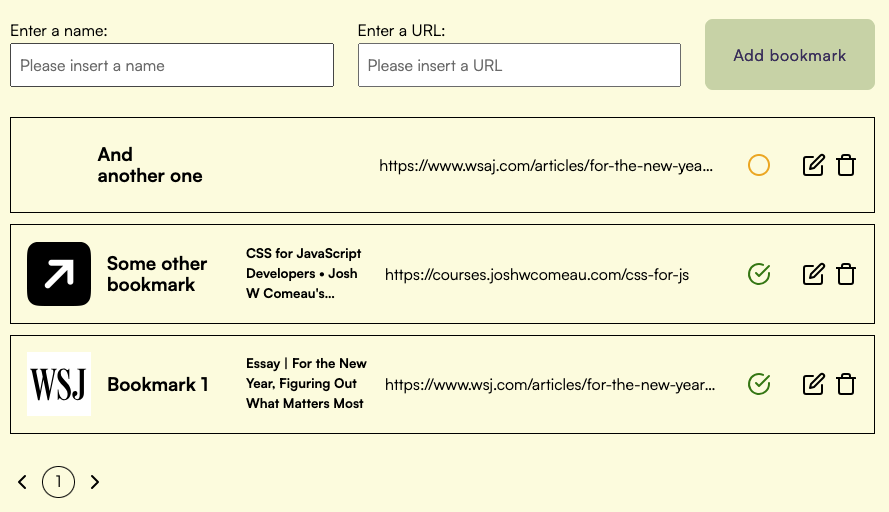 Enter a name:
Enter a URL:
Please insert a name
Please insert a URL
Add bookmark
And
another one
https://www.wsaj.com/articles/for-the-new-yea...
Some other
bookmark
CSS for JavaScript
Developers • Josh
W Comeau's...
https://courses.joshwcomeau.com/css-for-js
WSJ
Bookmark 1
Essay | For the New
Year, Figuring Out
What Matters Most
https://www.wsj.com/articles/for-the-new-year...
1